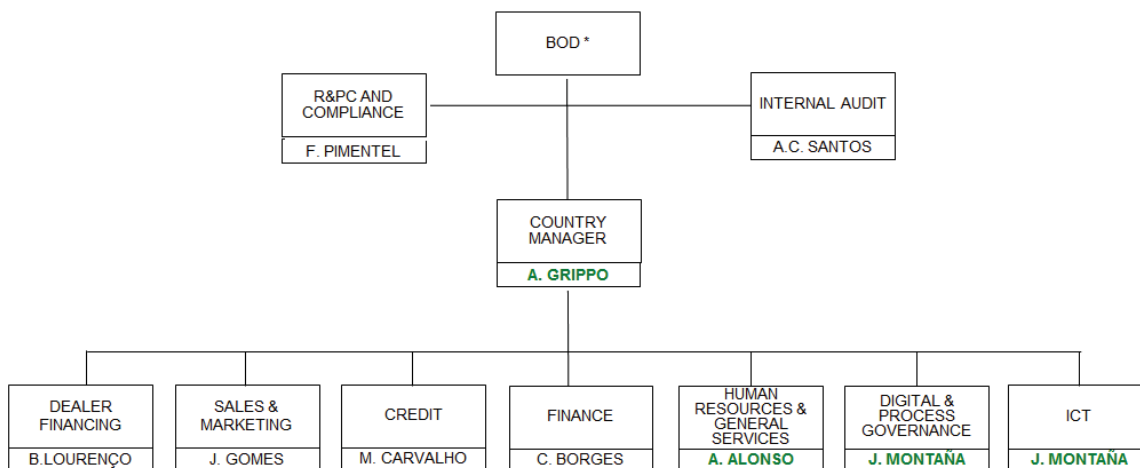 BOD *
R&PC AND
COMPLIANCE
F. PIMENTEL
INTERNAL AUDIT
A.C. SANTOS
COUNTRY
MANAGER
A. GRIPPO
DEALER
FINANCING
B.LOURENÇO
SALES &
MARKETING
J. GOMES
CREDIT
M. CARVALHO
FINANCE
C. BORGES
HUMAN
RESOURCES &
GENERAL
SERVICES
A. ALONSO
DIGITAL &
PROCESS
GOVERNANCE
J. MONTAÑA
ICT
J. MONTAÑA